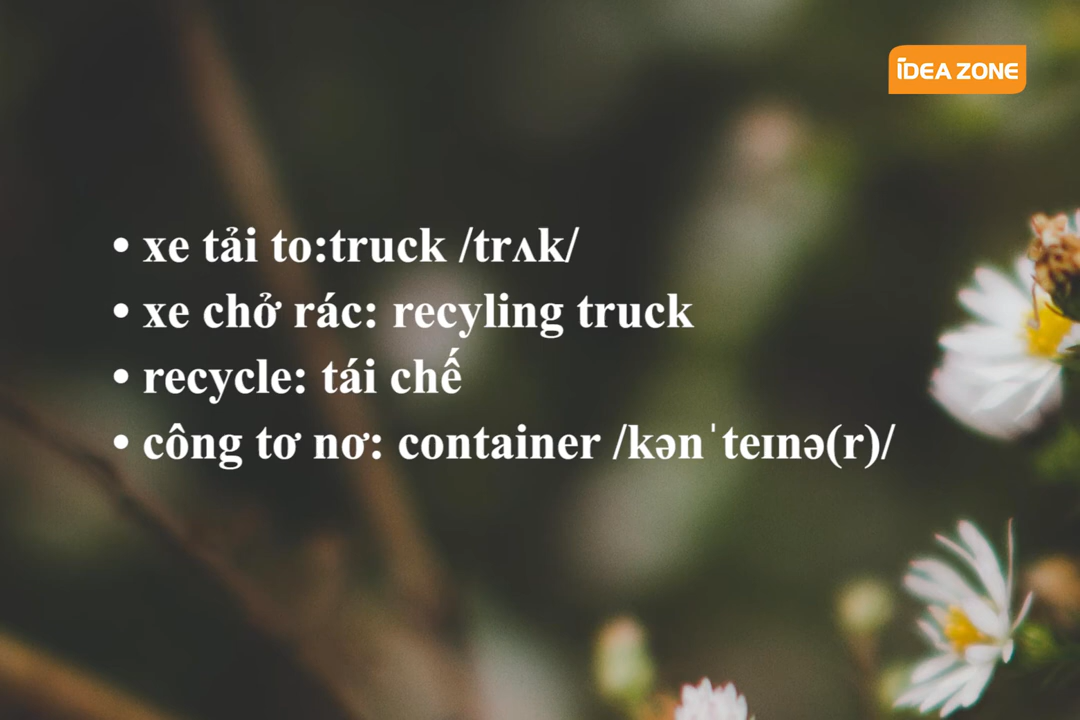 IDEA ZONE
• xe tải to:truck /trʌk/
• xe chở rác: recyling truck
• recycle: tái chế
• công tơ nơ: container /kənˈteɪnə(r)/